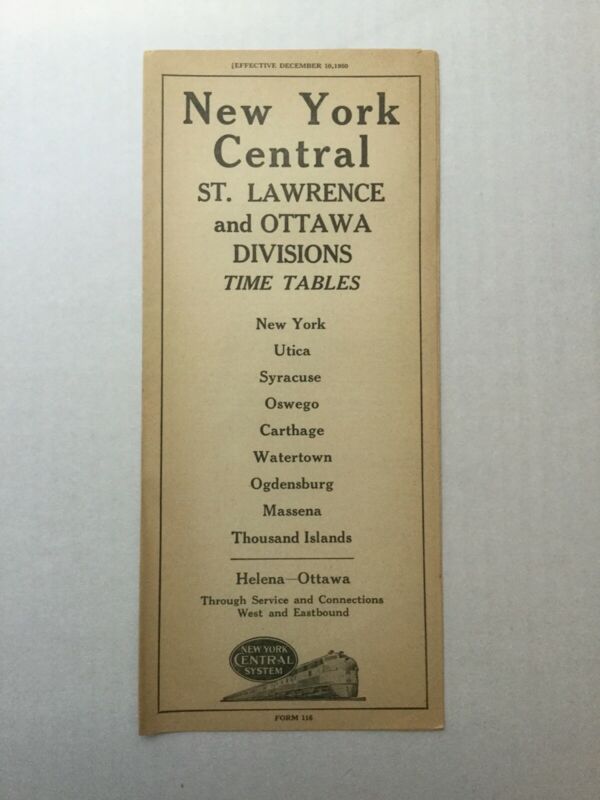 [EFFECTIVE DECEMBER 10,1950
New York
Central
ST. LAWRENCE
and OTTAWA
DIVISIONS
TIME TABLES
New York
Utica
Syracuse
Oswego
Carthage
Watertown
Ogdensburg
Massena
Thousand Islands
Helena—Ottawa
Through Service and Connections
West and Eastbound
NEW YORK
CENTRAL
SYSTEM
FORM 116